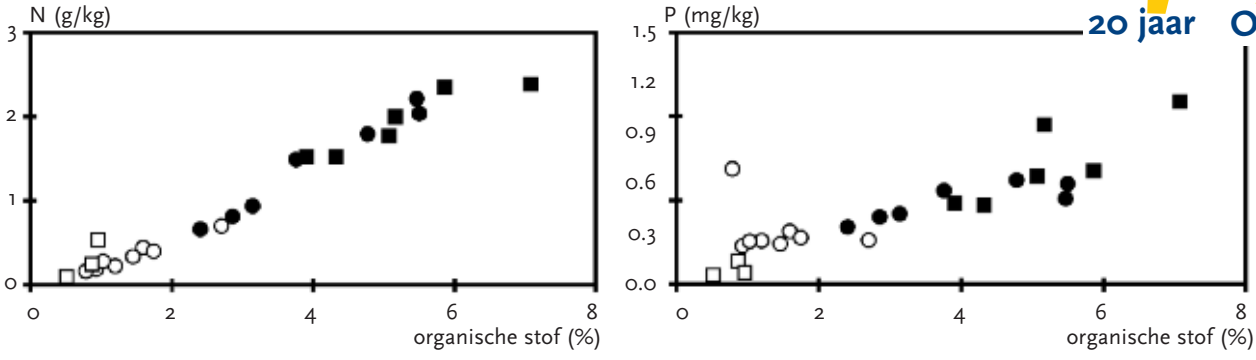 N (g/kg)
3
2
1
0
0 2 4 6 8
organische stof (%)
P (mg/kg)
1.5
1.2
0.9
0.6
0.3
0.0
0 2 4 6 8
organische stof (%)
20 jaar O